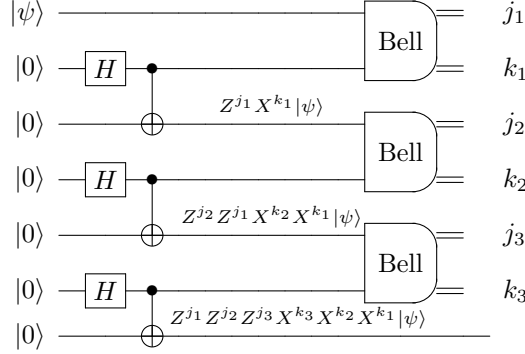 |ψ⟩ j₁
|0⟩ H Bell k₁
|0⟩ Z^{j₁} X^{k₁} |ψ⟩ j₂
|0⟩ H Bell k₂
|0⟩ Z^{j₂} Z^{j₁} X^{k₂} X^{k₁} |ψ⟩ j₃
|0⟩ H Bell k₃
|0⟩ Z^{j₁} Z^{j₂} Z^{j₃} X^{k₃} X^{k₂} X^{k₁} |ψ⟩